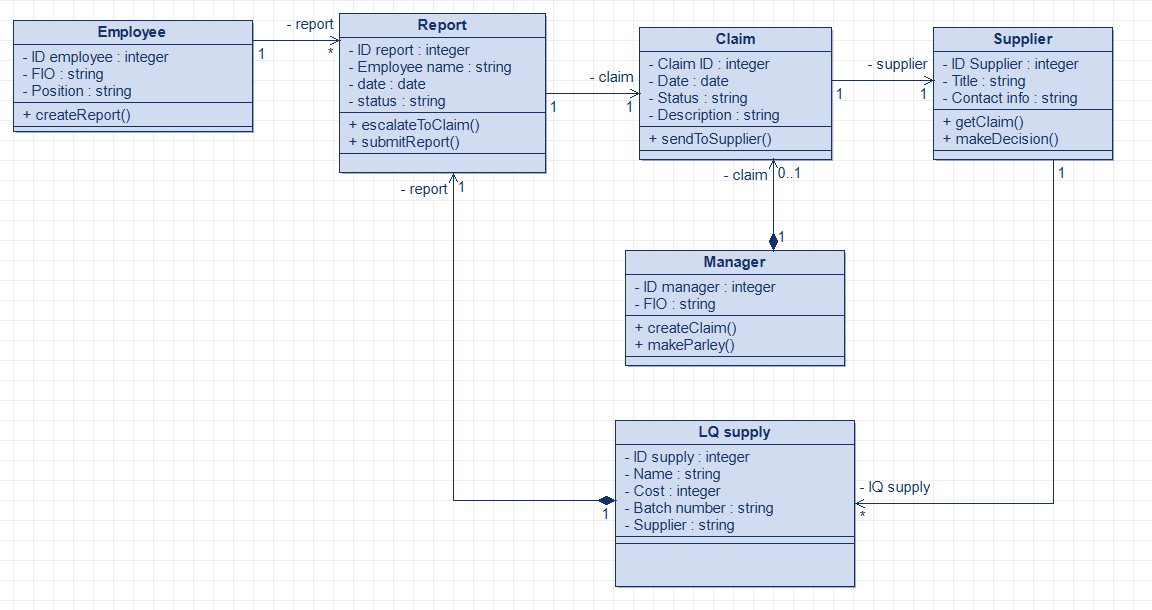 Employee
- ID employee : integer
- FIO : string
- Position : string
+ createReport()
- report
1
*
Report
- ID report : integer
- Employee name : string
- date : date
- status : string
+ escalateToClaim()
+ submitReport()
- claim
1
1
Claim
- Claim ID : integer
- Date : date
- Status : string
- Description : string
+ sendToSupplier()
- supplier
1
1
Supplier
- ID Supplier : integer
- Title : string
- Contact info : string
+ getClaim()
+ makeDecision()
- report
1
- claim
0..1
1
1
Manager
- ID manager : integer
- FIO : string
+ createClaim()
+ makeParley()
LQ supply
- ID supply : integer
- Name : string
- Cost : integer
- Batch number : string
- Supplier : string
1
- IQ supply
*